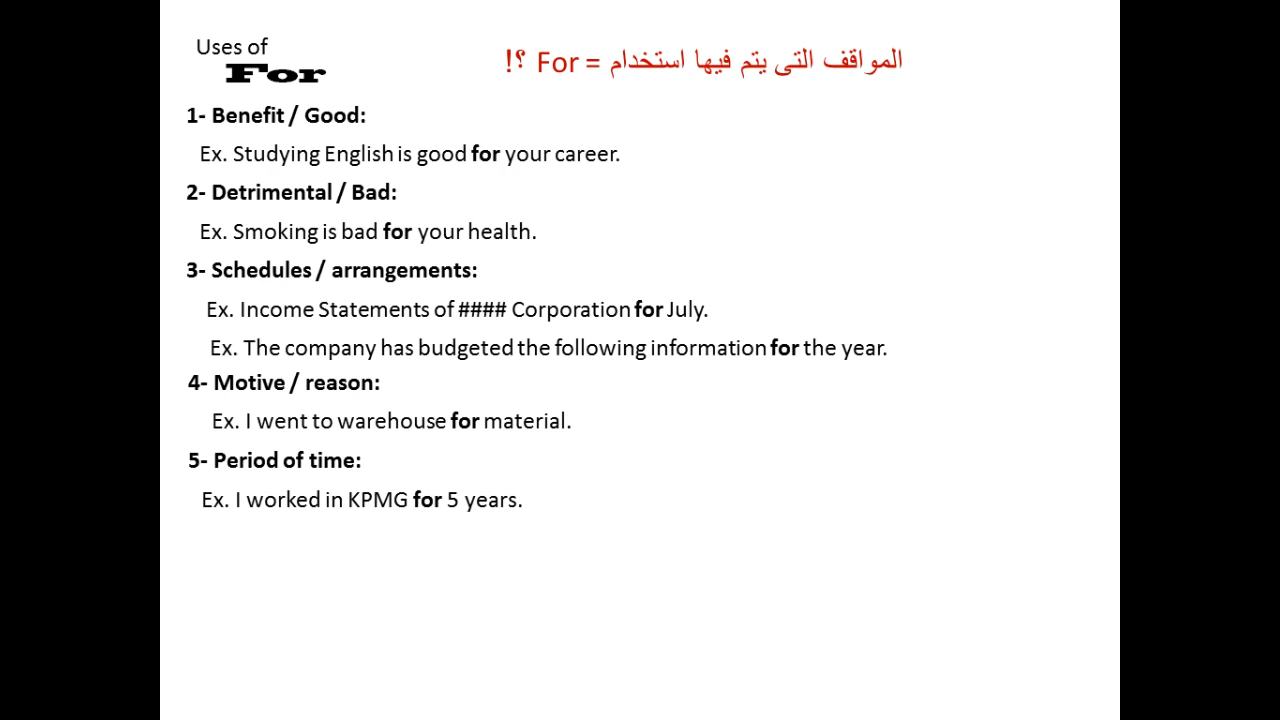 Uses of
For
المواقف التى يتم فيها استخدام = For ؟!
1- Benefit / Good:
Ex. Studying English is good for your career.
2- Detrimental / Bad:
Ex. Smoking is bad for your health.
3- Schedules / arrangements:
Ex. Income Statements of #### Corporation for July.
Ex. The company has budgeted the following information for the year.
4- Motive / reason:
Ex. I went to warehouse for material.
5- Period of time:
Ex. I worked in KPMG for 5 years.